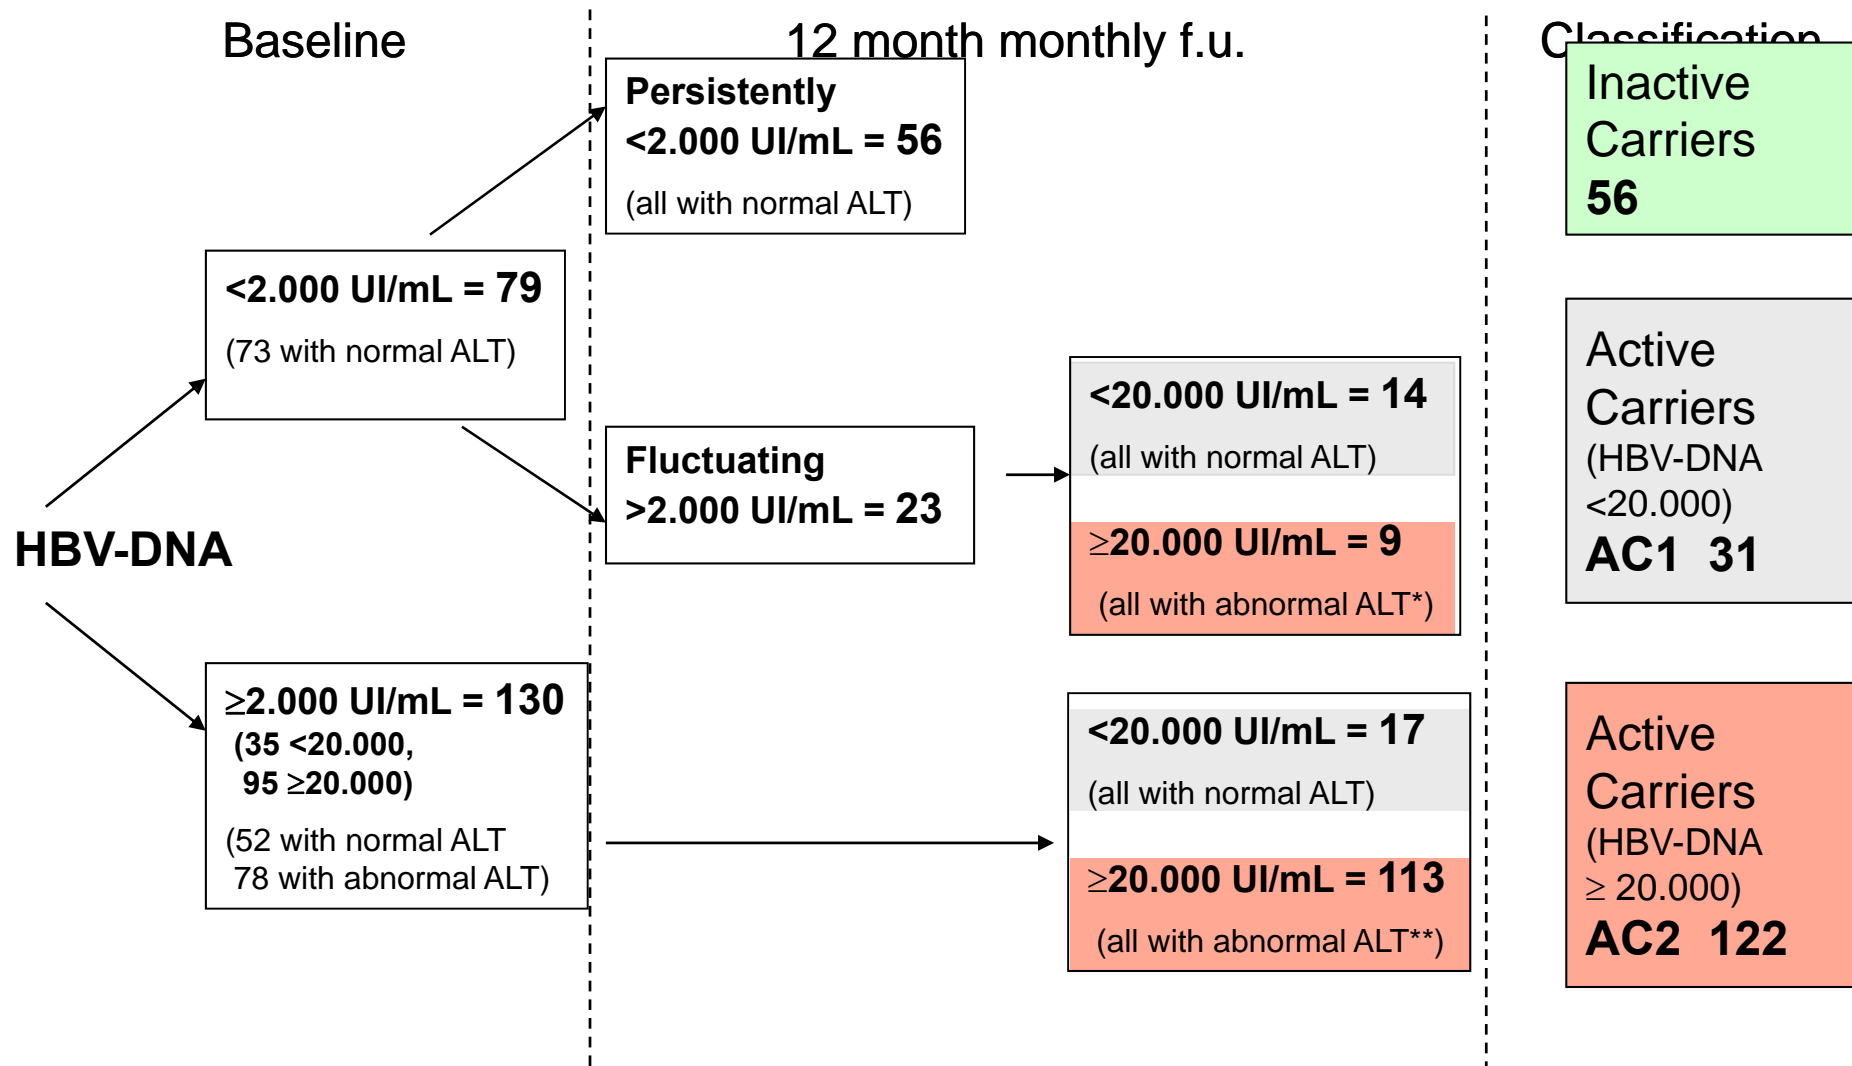 Baseline
12 month monthly f.u.
Classification
Persistently
<2.000 UI/mL = 56
(all with normal ALT)
Inactive
Carriers
56
<2.000 UI/mL = 79
(73 with normal ALT)
Fluctuating
>2.000 UI/mL = 23
<20.000 UI/mL = 14
(all with normal ALT)
≥20.000 UI/mL = 9
(all with abnormal ALT*)
Active
Carriers
(HBV-DNA
<20.000)
AC1 31
HBV-DNA
≥2.000 UI/mL = 130
(35 <20.000,
95 ≥20.000)
(52 with normal ALT
78 with abnormal ALT)
<20.000 UI/mL = 17
(all with normal ALT)
≥20.000 UI/mL = 113
(all with abnormal ALT**)
Active
Carriers
(HBV-DNA
≥ 20.000)
AC2 122